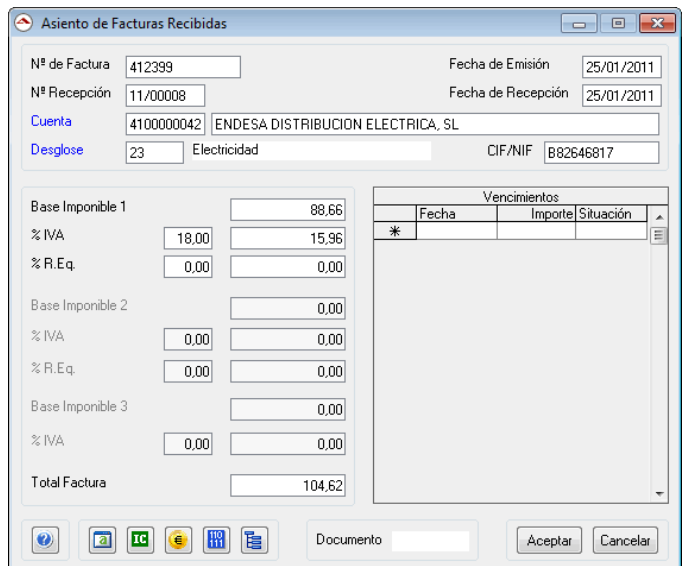 Asiento de Facturas Recibidas
Nº de Factura 412399 Fecha de Emisión 25/01/2011
Nº Recepción 11/00008 Fecha de Recepción 25/01/2011
Cuenta 4100000042 ENDESA DISTRIBUCION ELECTRICA, SL
Desglose 23 Electricidad CIF/NIF B82646817
Base Imponible 1 88,66
% IVA 18,00 15,96
% R.Eq. 0,00 0,00
Base Imponible 2 0,00
% IVA 0,00 0,00
% R.Eq. 0,00 0,00
Base Imponible 3 0,00
% IVA 0,00 0,00
Total Factura 104,62
Vencimientos
Fecha Importe Situación
Documento
Aceptar Cancelar
? a IC € 110 111